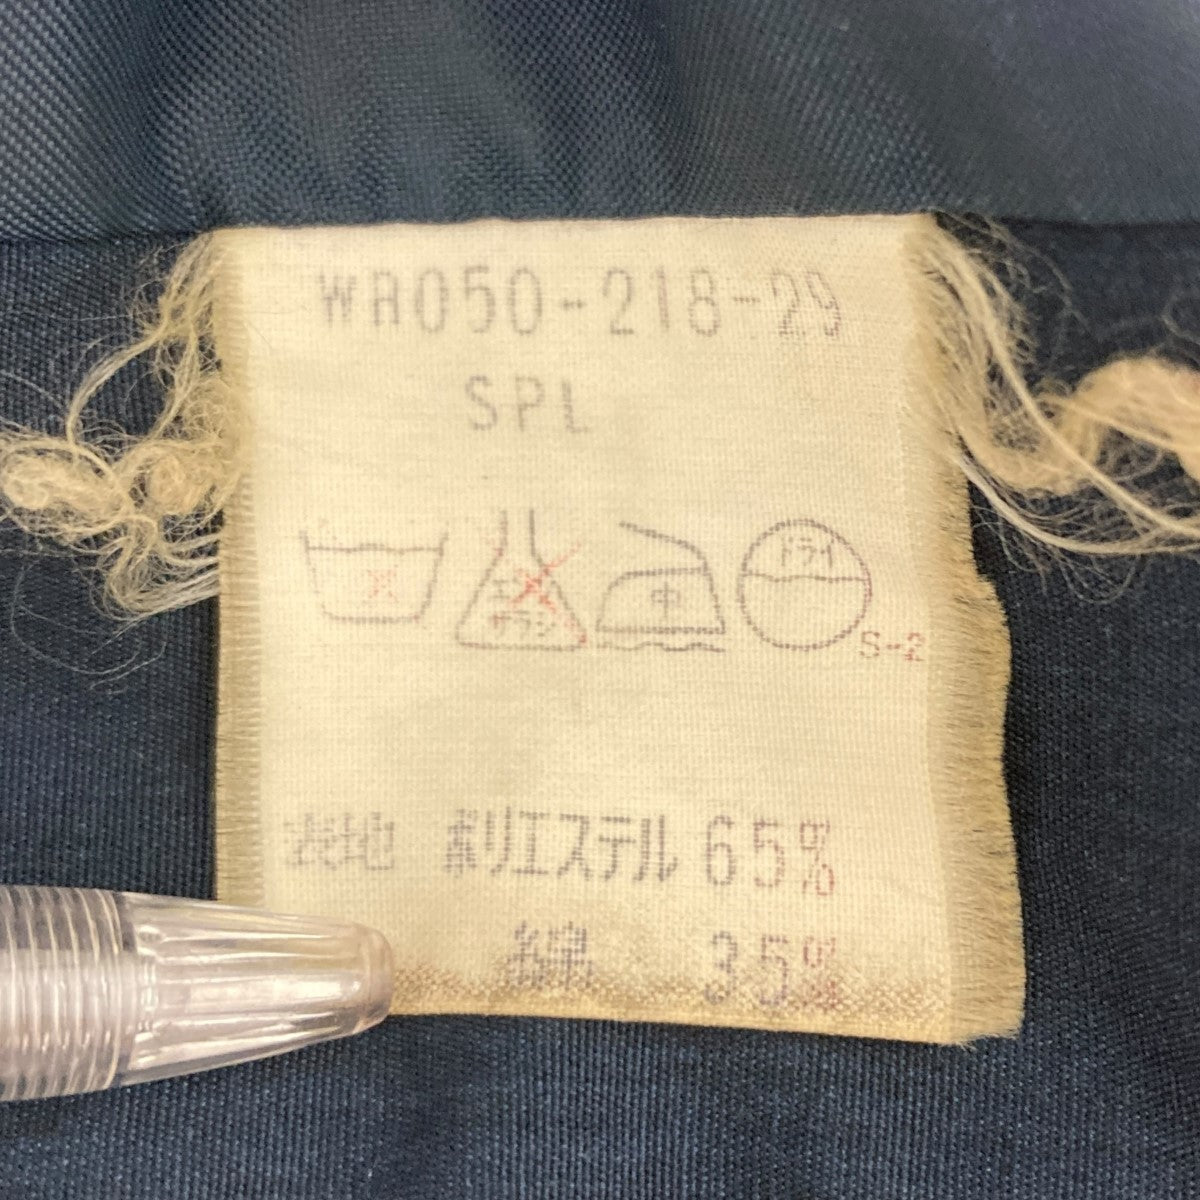 WA050-218-29
SPL
エンソ サラシ 中 ドライ S-2
表地 ポリエステル 65%
綿 35%